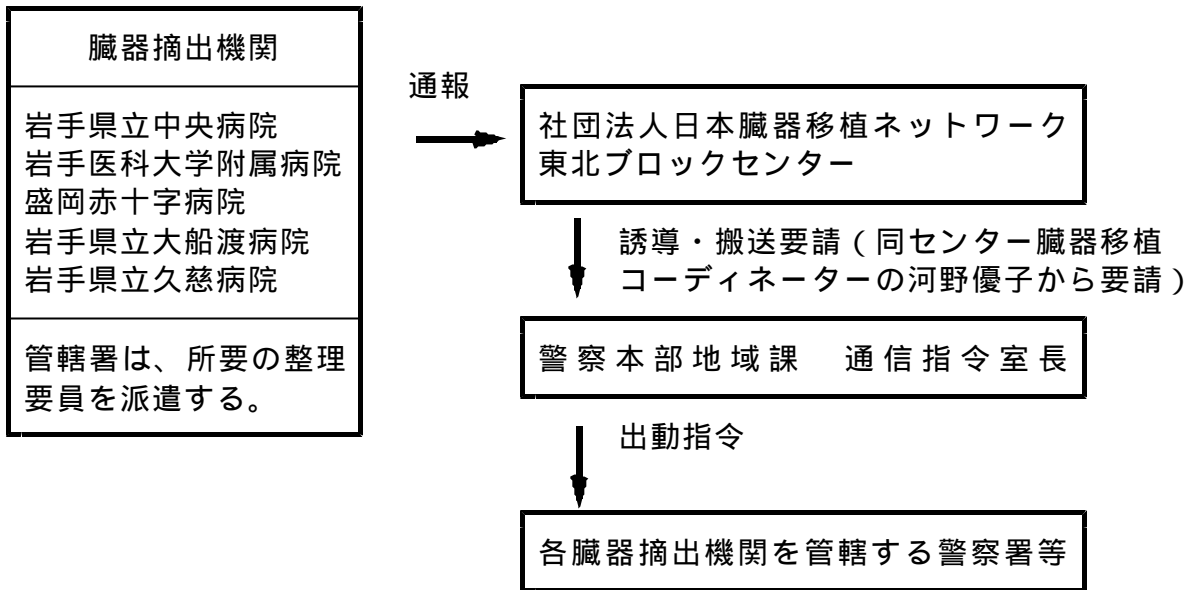 臓器摘出機関
岩手県立中央病院
岩手医科大学附属病院
盛岡赤十字病院
岩手県立大船渡病院
岩手県立久慈病院
管轄署は、所要の整理
要員を派遣する。
通報
社団法人日本臓器移植ネットワーク
東北ブロックセンター
誘導・搬送要請(同センター臓器移植
コーディネーターの河野優子から要請)
警察本部地域課　通信指令室長
出動指令
各臓器摘出機関を管轄する警察署等